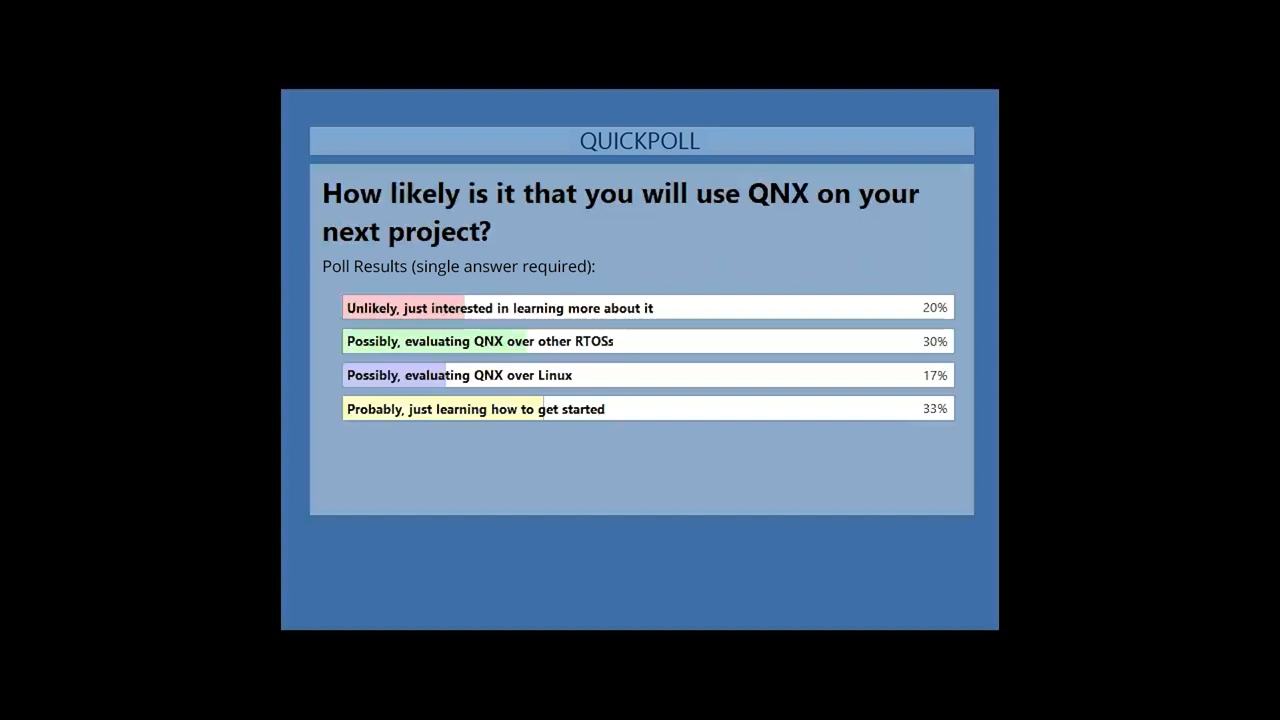 QUICKPOLL
How likely is it that you will use QNX on your
next project?
Poll Results (single answer required):
Unlikely, just interested in learning more about it 20%
Possibly, evaluating QNX over other RTOSs 30%
Possibly, evaluating QNX over Linux 17%
Probably, just learning how to get started 33%